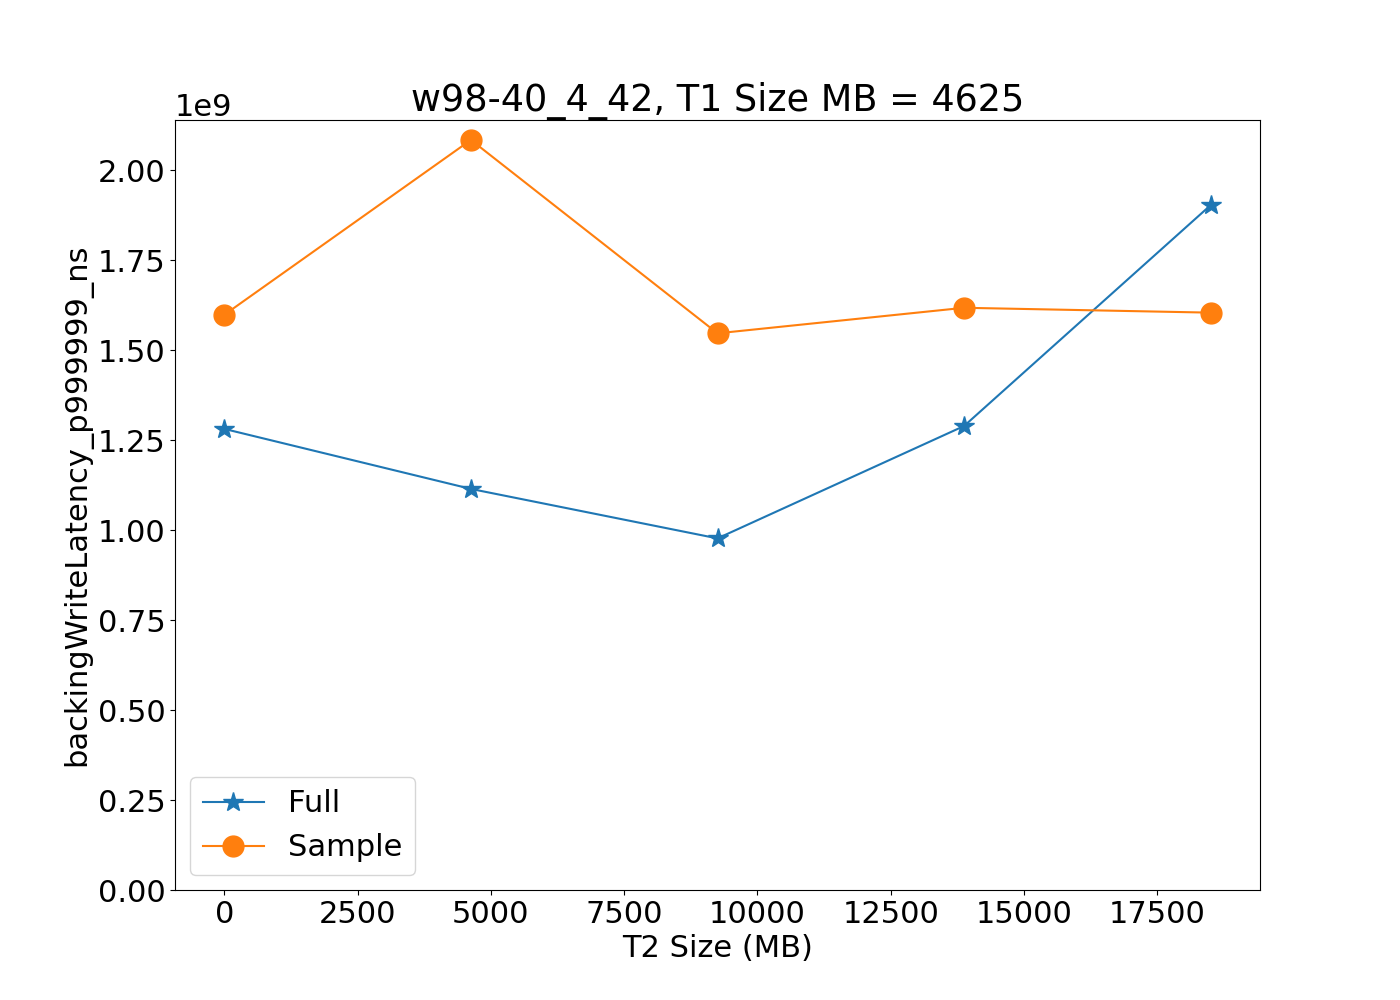 w98-40_4_42, T1 Size MB = 4625
1e9
2.00
1.75
1.50
1.25
1.00
0.75
0.50
0.25
0.00
backingWriteLatency_p999999_ns
Full
Sample
0 2500 5000 7500 10000 12500 15000 17500
T2 Size (MB)